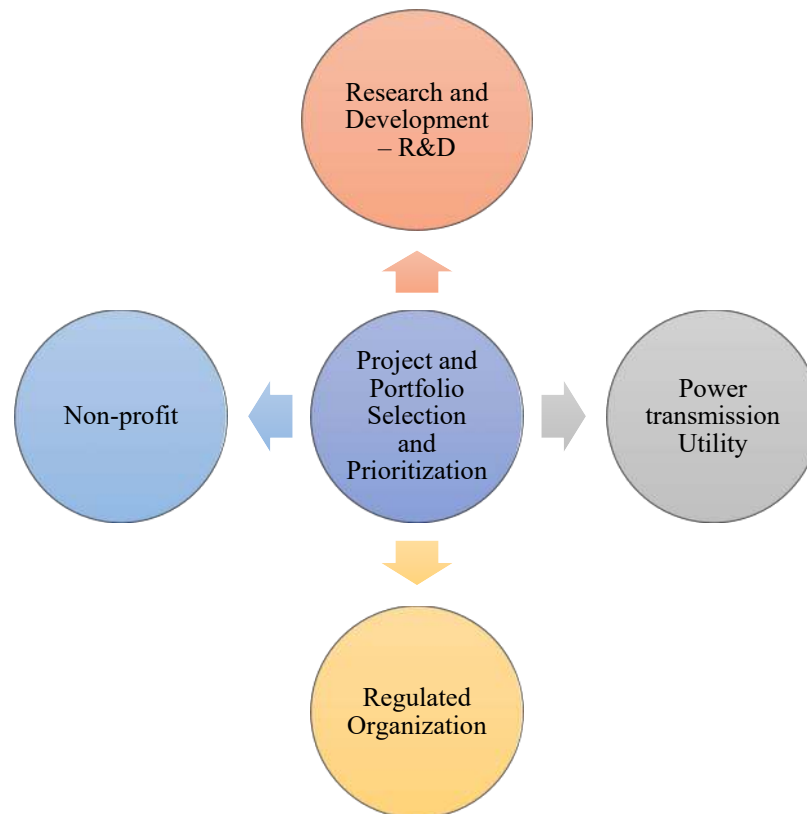 Research and
Development
– R&D
Non-profit
Project and
Portfolio
Selection
and
Prioritization
Power
transmission
Utility
Regulated
Organization